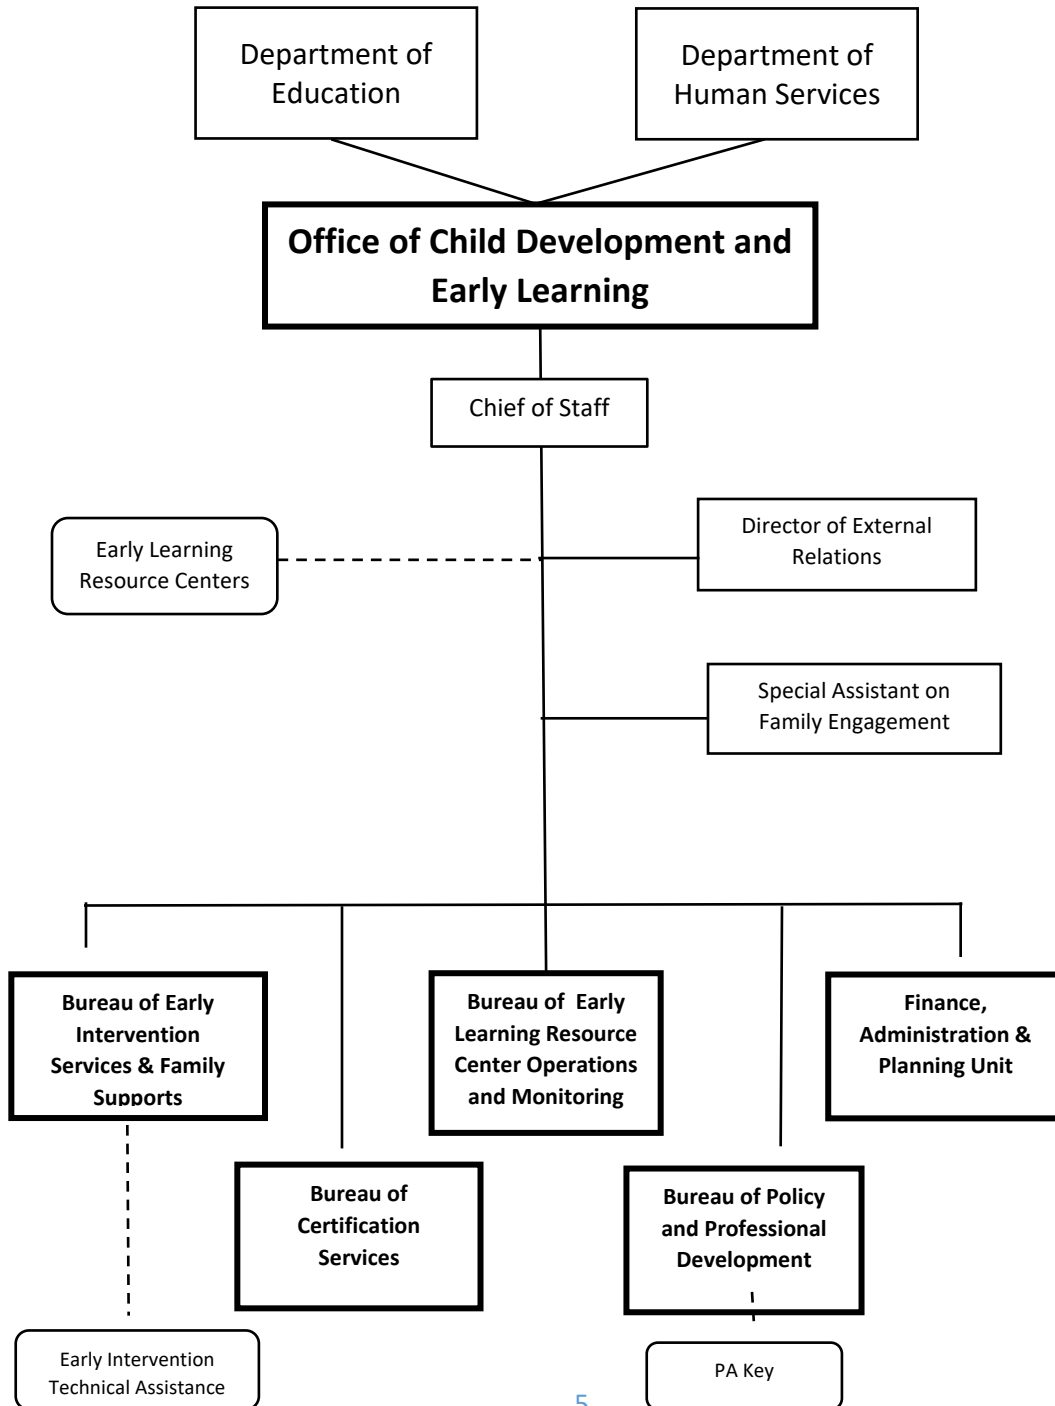 Department of
Education
Department of
Human Services
Office of Child Development and
Early Learning
Chief of Staff
Early Learning
Resource Centers
Director of External
Relations
Special Assistant on
Family Engagement
Bureau of Early
Intervention
Services & Family
Supports
Bureau of Early
Learning Resource
Center Operations
and Monitoring
Finance,
Administration &
Planning Unit
Bureau of
Certification
Services
Bureau of Policy
and Professional
Development
Early Intervention
Technical Assistance
PA Key
5